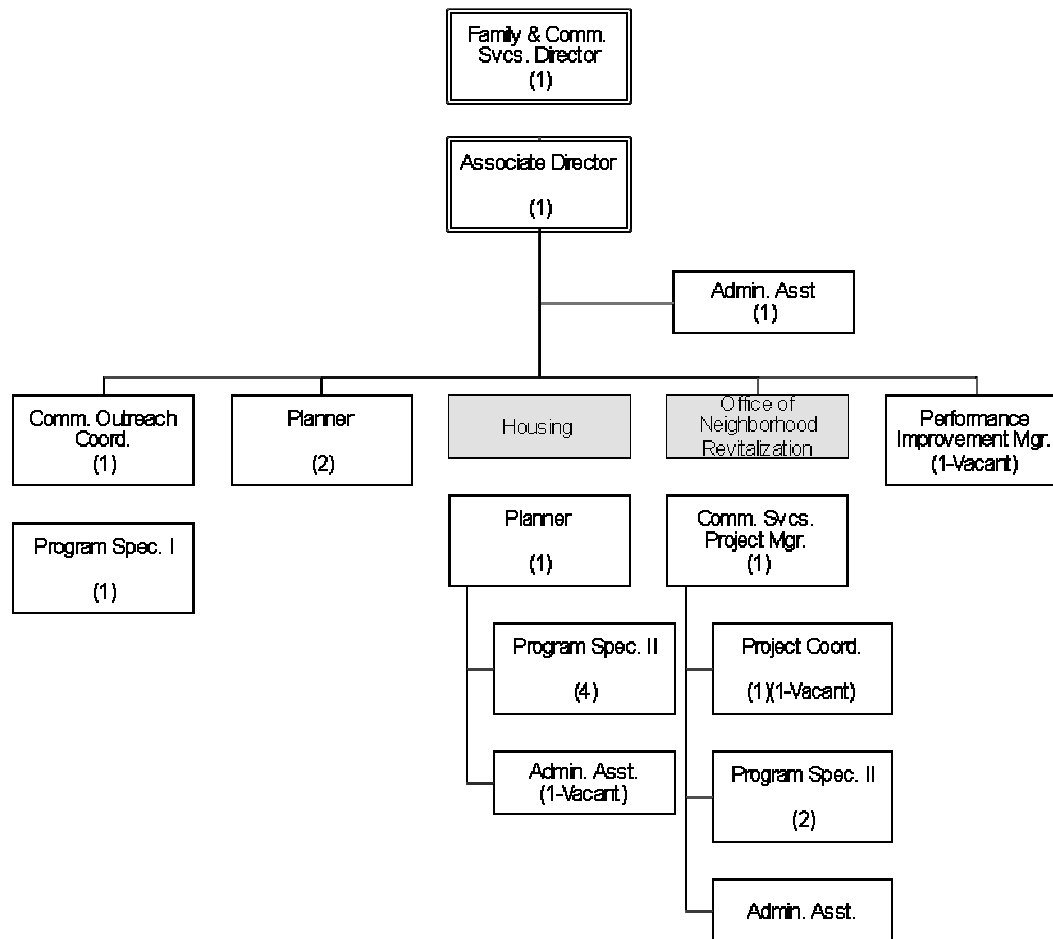 Family & Comm.
Svcs. Director
(1)
Associate Director
(1)
Admin. Asst
(1)
Comm. Outreach
Coord.
(1)
Planner
(2)
Housing
Office of
Neighborhood
Revitalization
Performance
Improvement Mgr.
(1-Vacant)
Program Spec. I
(1)
Planner
(1)
Comm. Svcs.
Project Mgr.
(1)
Program Spec. II
(4)
Project Coord.
(1)(1-Vacant)
Admin. Asst.
(1-Vacant)
Program Spec. II
(2)
Admin. Asst.